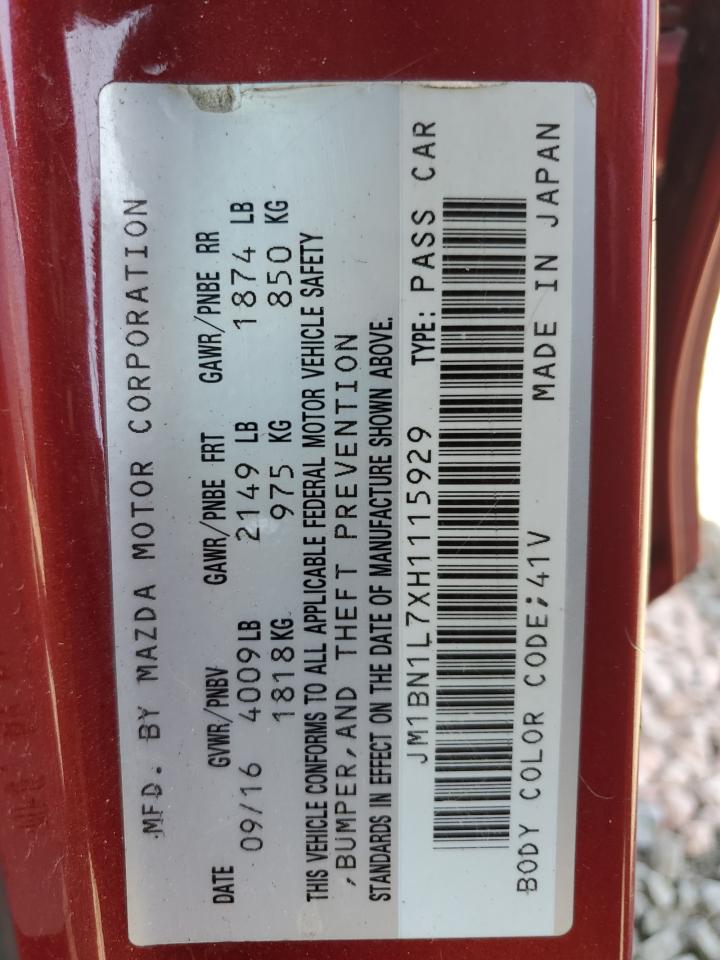 MFD. BY MAZDA MOTOR CORPORATION
DATE GVWR/PNBV GAWR/PNBE FRT GAWR/PNBE RR
09/16 4009LB 2149 LB 1874 LB
1818KG 975 KG 850 KG
THIS VEHICLE CONFORMS TO ALL APPLICABLE FEDERAL MOTOR VEHICLE SAFETY
,BUMPER,AND THEFT PREVENTION
STANDARDS IN EFFECT ON THE DATE OF MANUFACTURE SHOWN ABOVE.
JM1BN1L7XH1115929 TYPE: PASS CAR
BODY COLOR CODE;41V MADE IN JAPAN